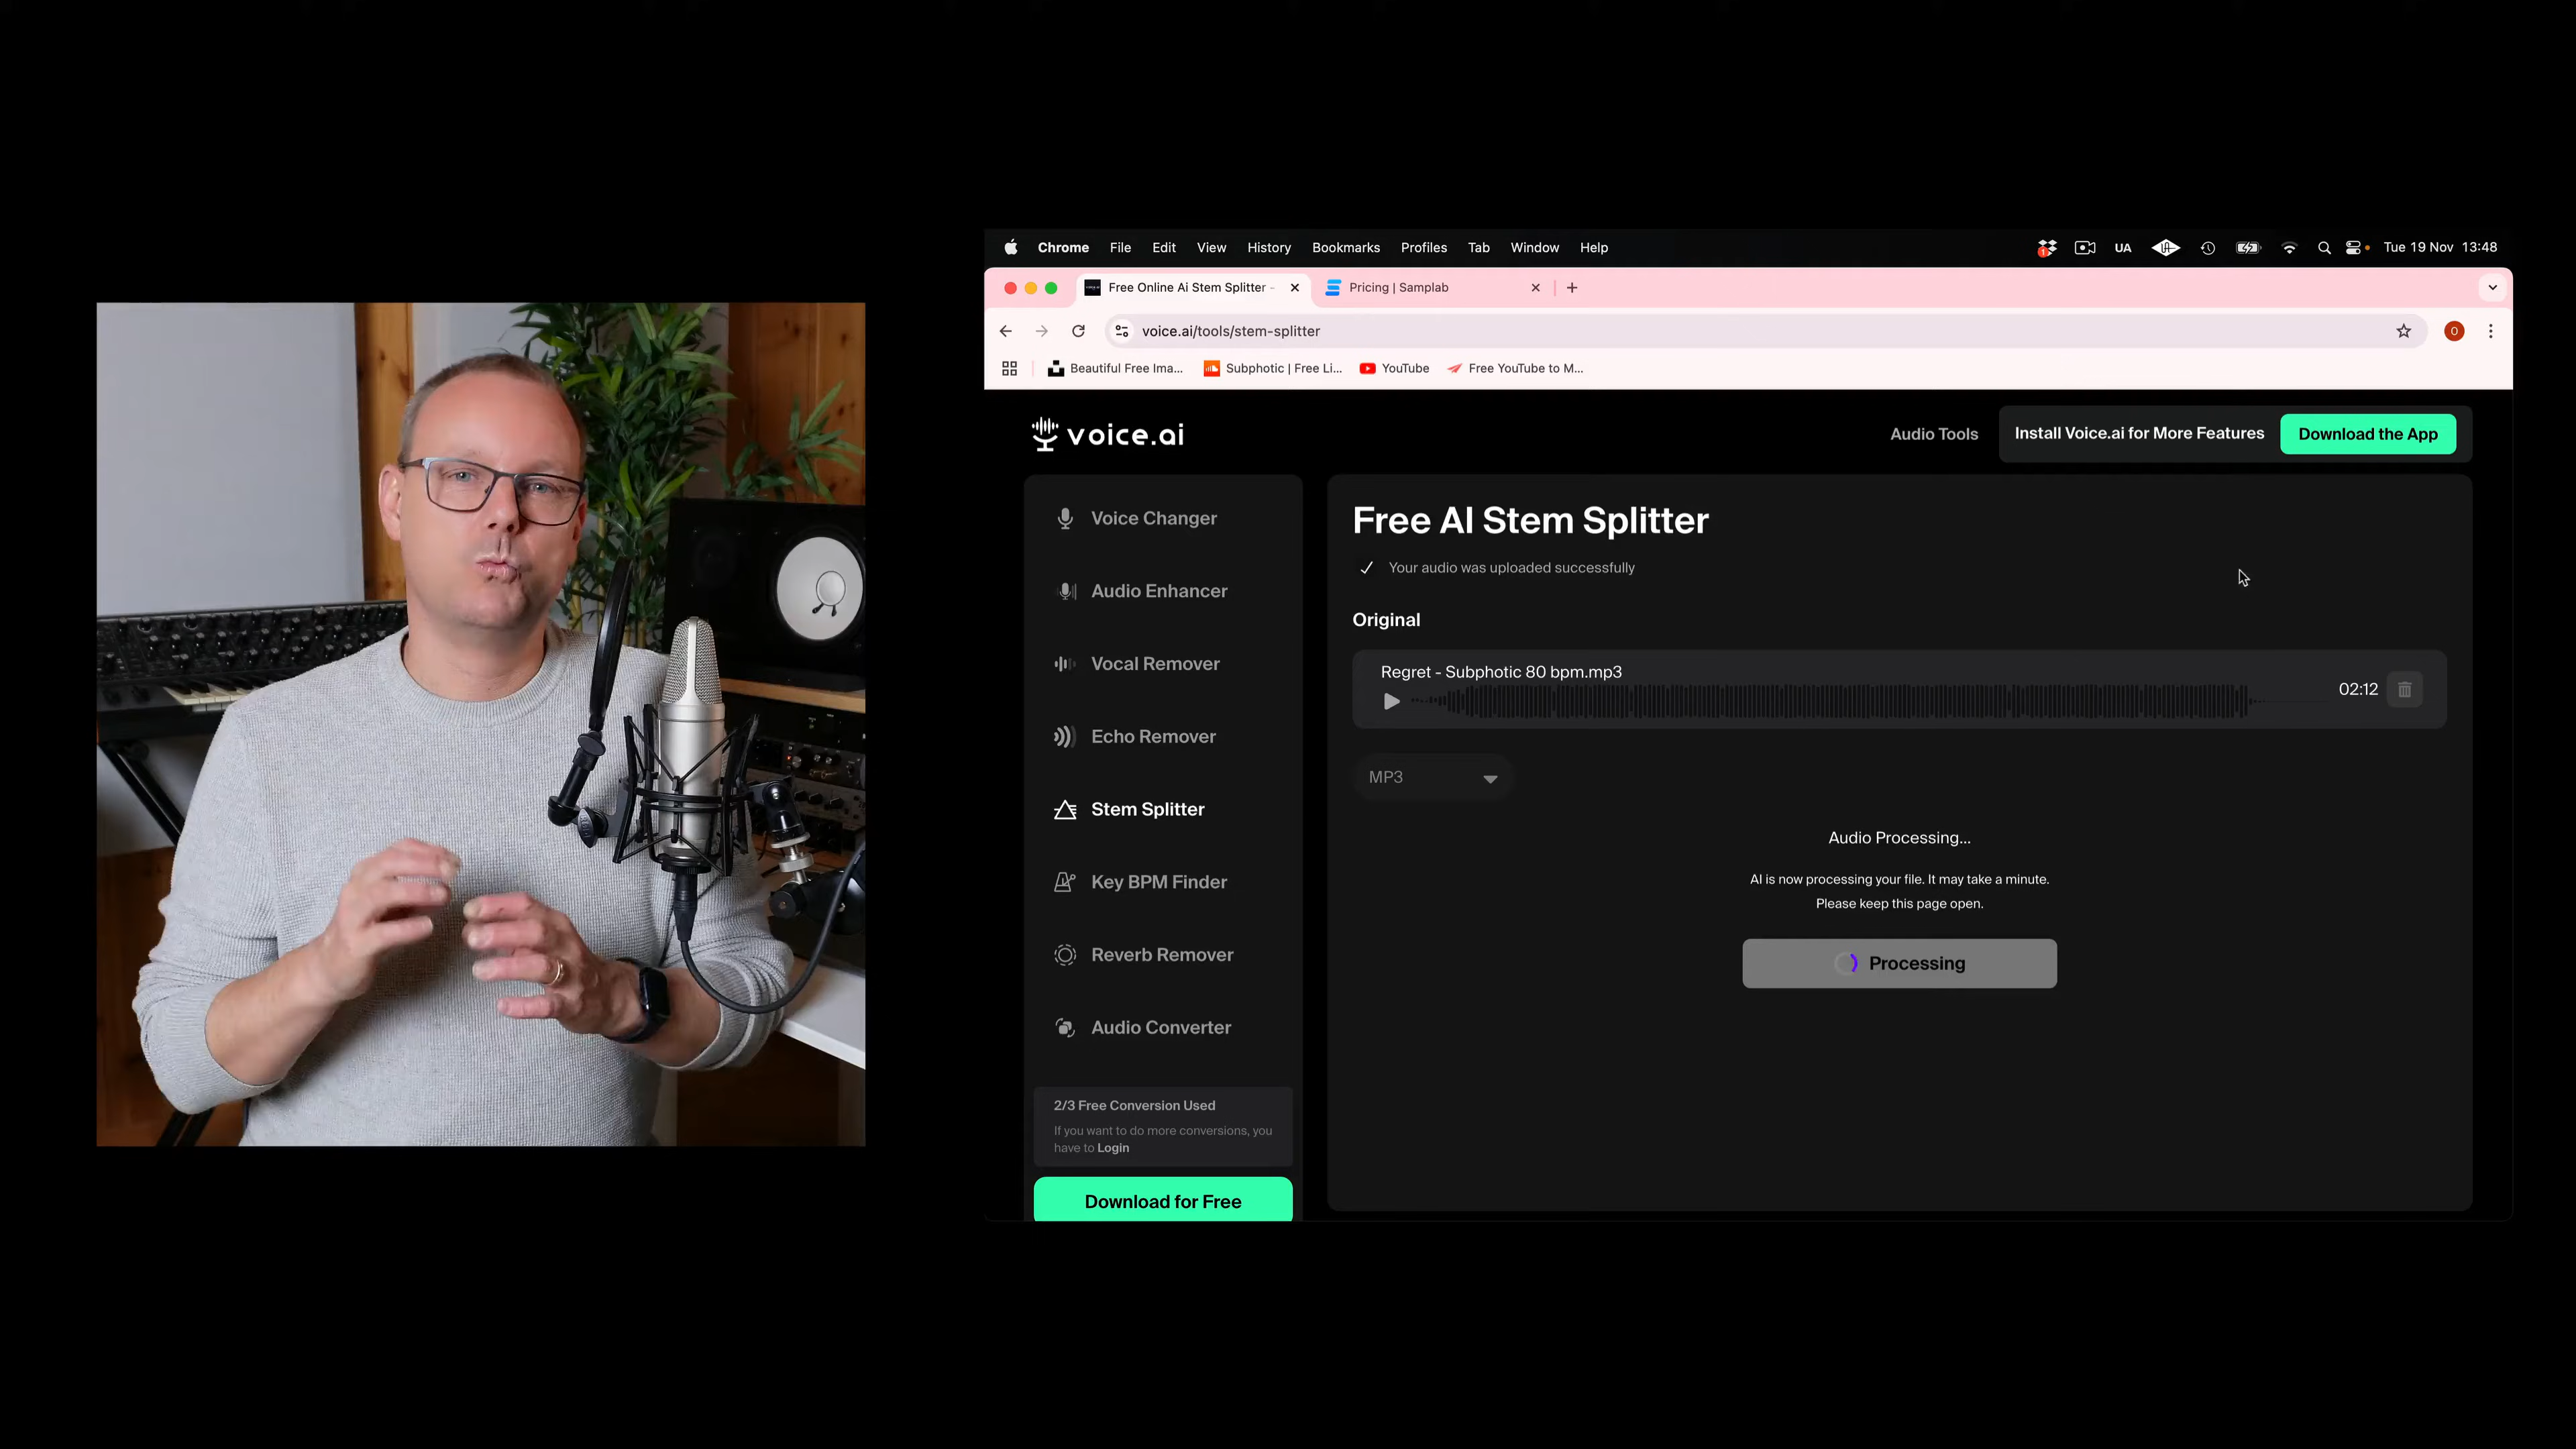 Chrome File Edit View History Bookmarks Profiles Tab Window Help
1 UA Tue 19 Nov 13:48
Free Online Ai Stem Splitter -
Pricing | Samplab
voice.ai/tools/stem-splitter
O
Beautiful Free Ima...
Subphotic | Free Li...
YouTube
Free YouTube to M...
voice.ai
Audio Tools
Install Voice.ai for More Features
Download the App
Voice Changer
Audio Enhancer
Vocal Remover
Echo Remover
Stem Splitter
Key BPM Finder
Reverb Remover
Audio Converter
2/3 Free Conversion Used
If you want to do more conversions, you
have to Login
Download for Free
Free AI Stem Splitter
Your audio was uploaded successfully
Original
Regret - Subphotic 80 bpm.mp3
02:12
MP3
Audio Processing...
AI is now processing your file. It may take a minute.
Please keep this page open.
Processing